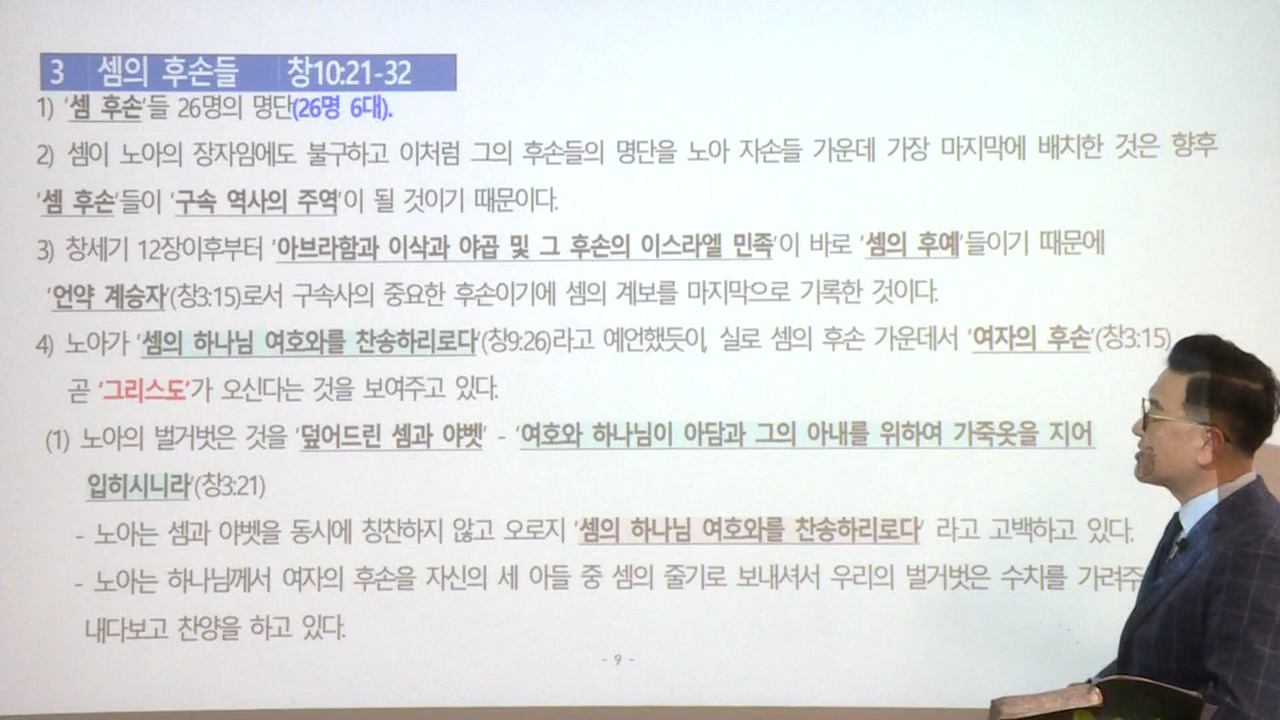 3 셈의 후손들 창10:21-32
1) '셈 후손'들 26명의 명단(26명 6대).
2) 셈이 노아의 장자임에도 불구하고 이처럼 그의 후손들의 명단을 노아 자손들 가운데 가장 마지막에 배치한 것은 향후
'셈 후손'들이 '구속 역사의 주역'이 될 것이기 때문이다.
3) 창세기 12장이후부터 '아브라함과 이삭과 야곱 및 그 후손의 이스라엘 민족'이 바로 '셈의 후예'들이기 때문에
'언약 계승자'(창3:15)로서 구속사의 중요한 후손이기에 셈의 계보를 마지막으로 기록한 것이다.
4) 노아가 '셈의 하나님 여호와를 찬송하리로다'(창9:26)라고 예언했듯이, 실로 셈의 후손 가운데서 '여자의 후손'(창3:15)
곧 '그리스도'가 오신다는 것을 보여주고 있다.
(1) 노아의 벌거벗은 것을 '덮어드린 셈과 야벳' - '여호와 하나님이 아담과 그의 아내를 위하여 가죽옷을 지어
입히시니라'(창3:21)
- 노아는 셈과 야벳을 동시에 칭찬하지 않고 오로지 '셈의 하나님 여호와를 찬송하리로다' 라고 고백하고 있다.
- 노아는 하나님께서 여자의 후손을 자신의 세 아들 중 셈의 줄기로 보내셔서 우리의 벌거벗은 수치를 가려주
내다보고 찬양을 하고 있다.
- 9 -